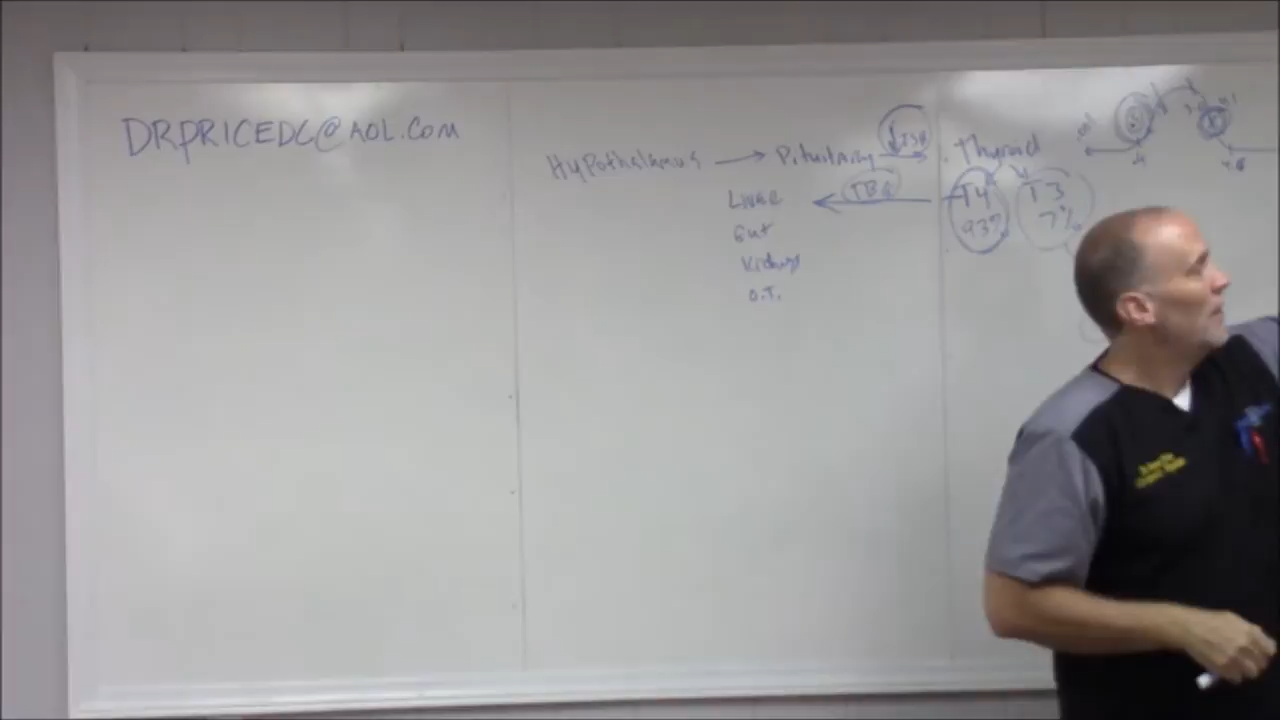 DRPRICEDC@AOL.COM
Hypothalamus → Pituitary → Thyroid
↓TSH
TBG
T4 T3
93% 7%
Liver
Gut
Kidneys
O.T.